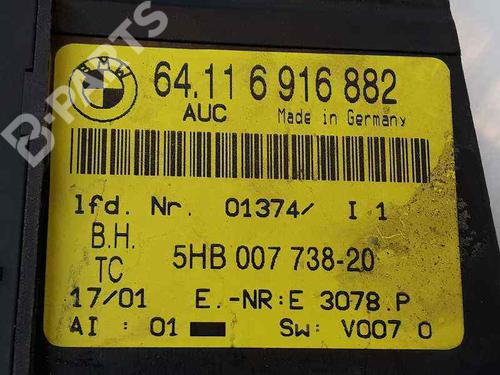 B-PARTS
BMW
64.11 6 916 882
AUC Made in Germany
lfd. Nr. 01374/ I 1
B.H.
TC 5HB 007 738-20
17/01 E.-NR:E 3078.P
AI : 01 Sw: V007 0